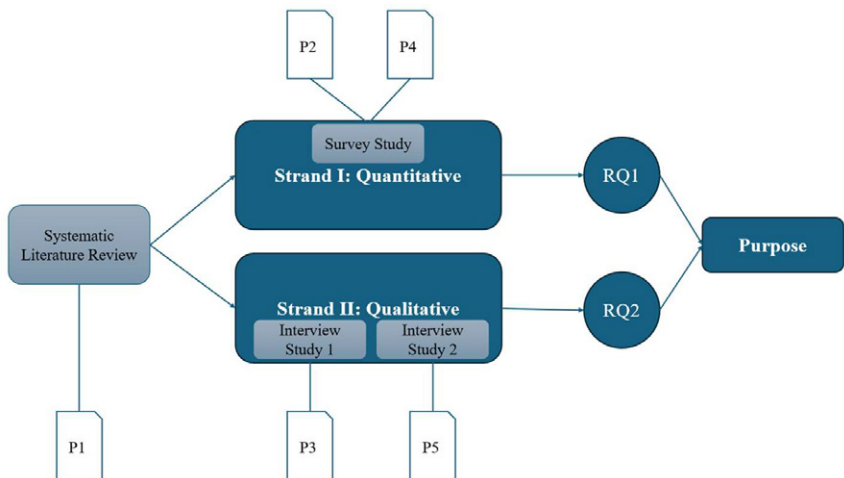 P2
P4
Survey Study
Strand I: Quantitative
RQ1
Systematic
Literature Review
Purpose
Strand II: Qualitative
RQ2
Interview
Study 1
Interview
Study 2
P1
P3
P5